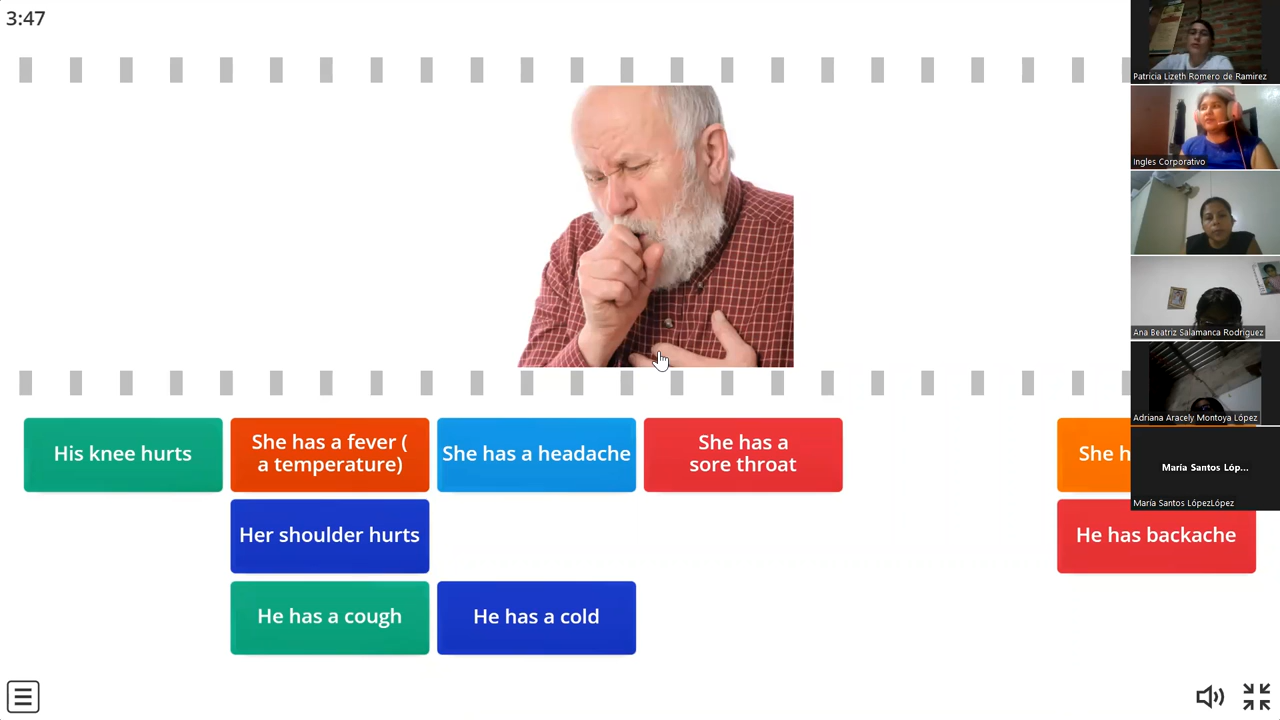 3:47
Patricia Lizeth Romero de Ramirez
Ingles Corporativo
Ana Beatriz Salamanca Rodriguez
Adriana Aracely Montoya López
María Santos Lóp...
María Santos LópezLópez
His knee hurts
She has a fever (
a temperature)
She has a headache
She has a
sore throat
She h
Her shoulder hurts
He has backache
He has a cough
He has a cold